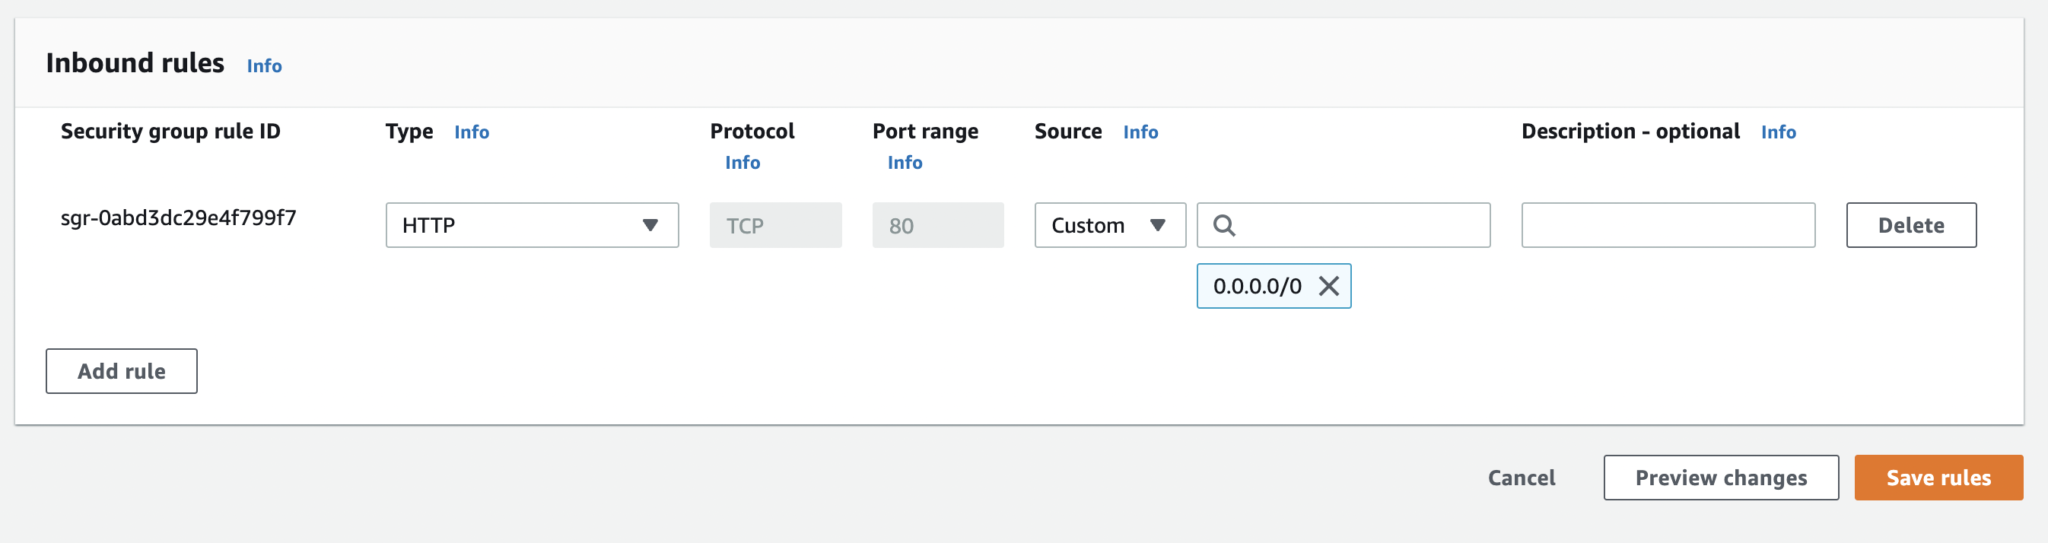 Inbound rules Info
Security group rule ID Type Info Protocol Info Port range Info Source Info Description - optional Info
sgr-0abd3dc29e4f799f7 HTTP TCP 80 Custom Delete
0.0.0.0/0
Add rule
Cancel Preview changes Save rules